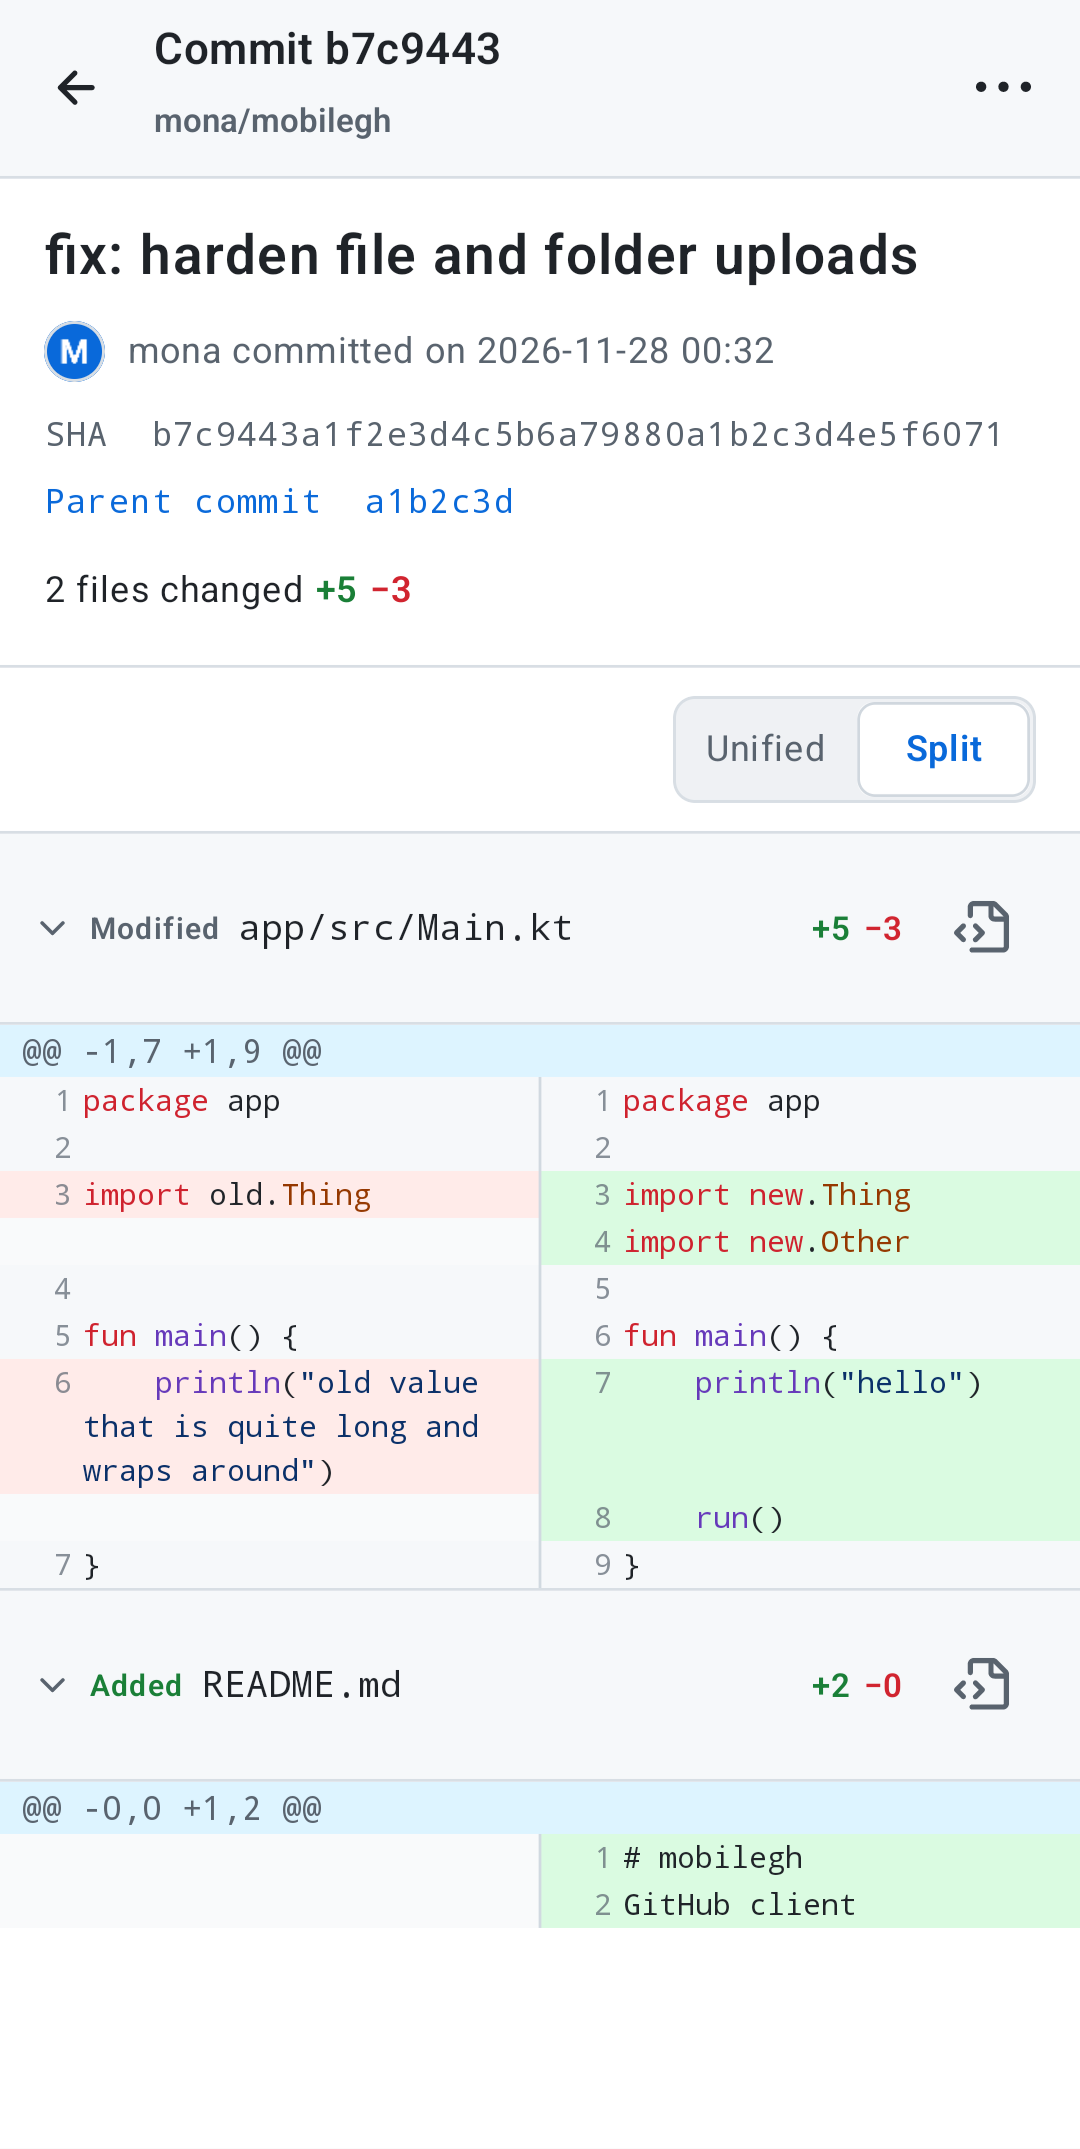 Commit b7c9443
mona/mobilegh
fix: harden file and folder uploads
M mona committed on 2026-11-28 00:32
SHA b7c9443a1f2e3d4c5b6a79880a1b2c3d4e5f6071
Parent commit a1b2c3d
2 files changed +5 −3
Unified Split
Modified app/src/Main.kt +5 −3
@@ -1,7 +1,9 @@
1 package app 1 package app
2 2
3 import old.Thing 3 import new.Thing
4 import new.Other
4 5
5 fun main() { 6 fun main() {
6 println("old value 7 println("hello")
that is quite long and
wraps around")
8 run()
7 } 9 }
Added README.md +2 −0
@@ -0,0 +1,2 @@
1 # mobilegh
2 GitHub client